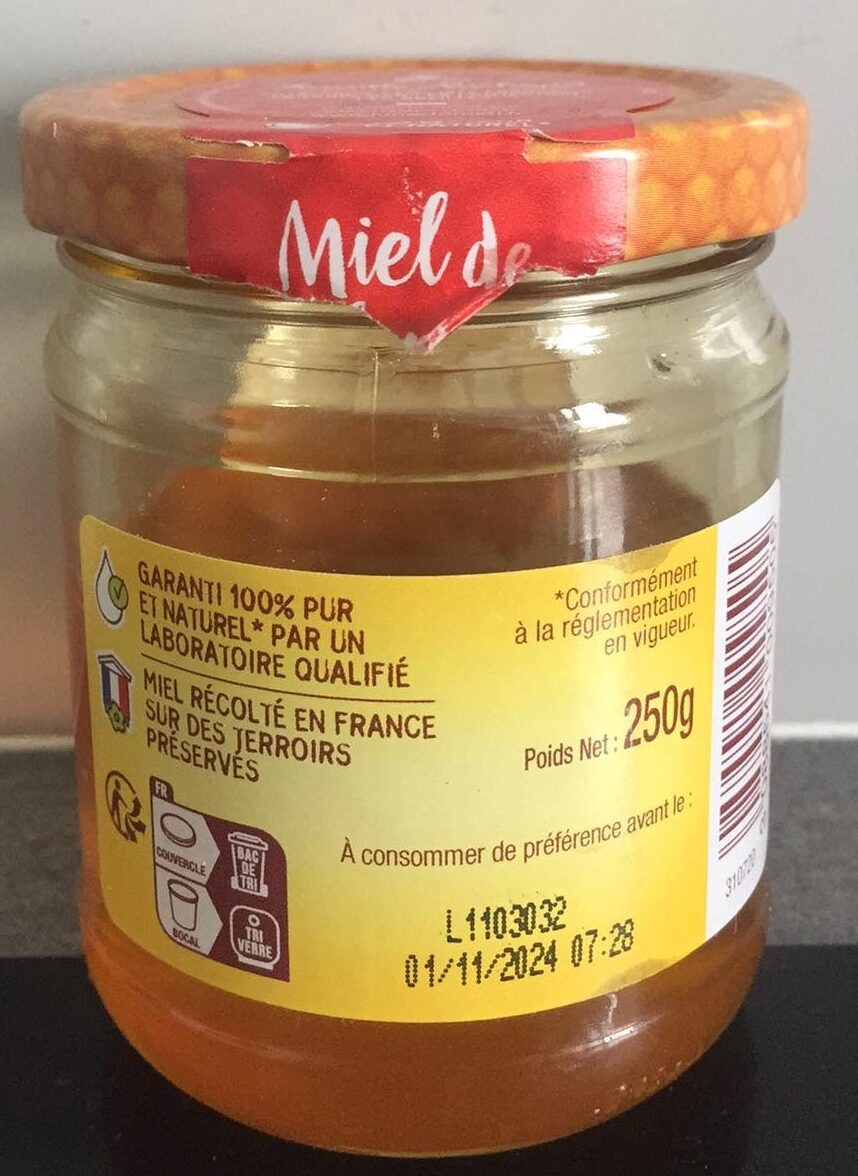 Miel de
GARANTI 100% PUR
ET NATUREL* PAR UN
LABORATOIRE QUALIFIÉ
MIEL RÉCOLTÉ EN FRANCE
SUR DES TERROIRS
PRÉSERVÉS
*Conformément
à la réglementation
en vigueur.
Poids Net : 250g
FR
COUVERCLE
BAC
DE
TRI
BOCAL
TRI
VERRE
À consommer de préférence avant le :
L1103032
01/11/2024 07:28